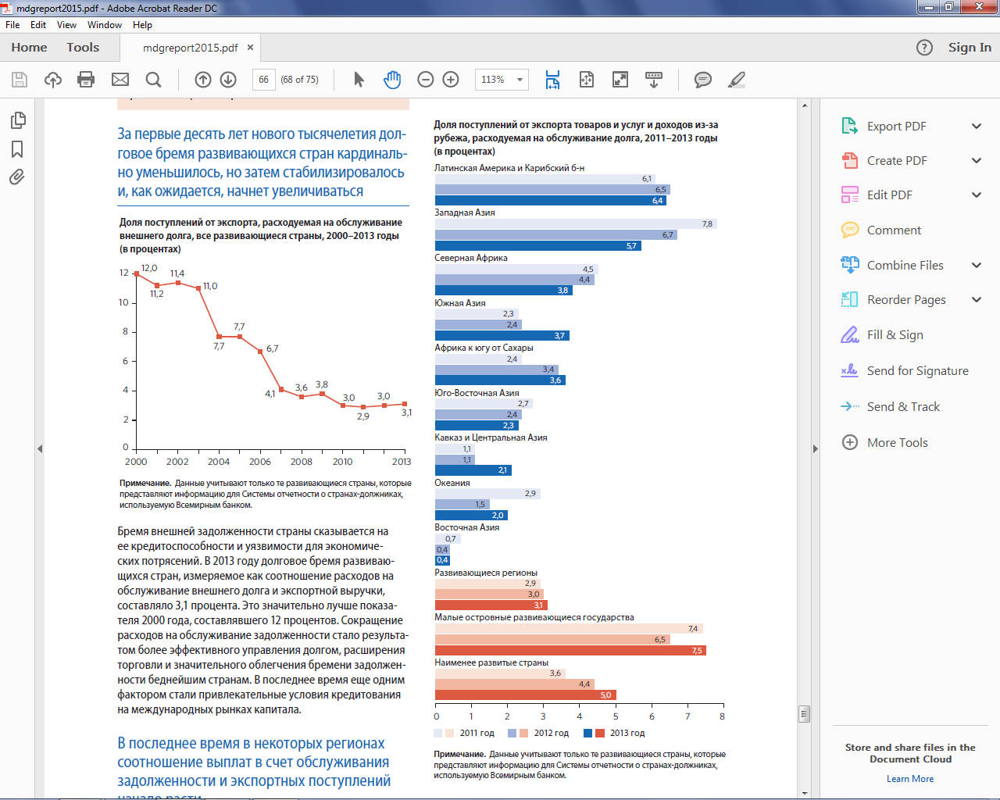 mdgreport2015.pdf - Adobe Acrobat Reader DC
File Edit View Window Help
Home Tools mdgreport2015.pdf × Sign In
66 (68 of 75) 113%
За первые десять лет нового тысячелетия дол-
говое бремя развивающихся стран кардиналь-
но уменьшилось, но затем стабилизировалось
и, как ожидается, начнет увеличиваться
Доля поступлений от экспорта, расходуемая на обслуживание
внешнего долга, все развивающиеся страны, 2000–2013 годы
(в процентах)
12
10
8
6
4
2
0
12,0
11,2
11,4
11,0
7,7
7,7
6,7
4,1
3,6
3,8
3,0
2,9
3,0
3,1
2000 2002 2004 2006 2008 2010 2013
Примечание. Данные учитывают только те развивающиеся страны, которые
представляют информацию для Системы отчетности о странах-должниках,
используемую Всемирным банком.
Бремя внешней задолженности страны сказывается на
ее кредитоспособности и уязвимости для экономиче-
ских потрясений. В 2013 году долговое бремя развиваю-
щихся стран, измеряемое как соотношение расходов на
обслуживание внешнего долга и экспортной выручки,
составляло 3,1 процента. Это значительно лучше показа-
теля 2000 года, составлявшего 12 процентов. Сокращение
расходов на обслуживание задолженности стало результа-
том более эффективного управления долгом, расширения
торговли и значительного облегчения бремени задолжен-
ности беднейшим странам. В последнее время еще одним
фактором стали привлекательные условия кредитования
на международных рынках капитала.
В последнее время в некоторых регионах
соотношение выплат в счет обслуживания
задолженности и экспортных поступлений
Доля поступлений от экспорта товаров и услуг и доходов из-за
рубежа, расходуемая на обслуживание долга, 2011–2013 годы
(в процентах)
Латинская Америка и Карибский б-н
6,1
6,5
6,4
Западная Азия
7,8
6,7
5,7
Северная Африка
4,5
4,4
3,8
Южная Азия
2,3
2,4
3,7
Африка к югу от Сахары
2,4
3,4
3,6
Юго-Восточная Азия
2,7
2,4
2,3
Кавказ и Центральная Азия
1,1
1,1
2,1
Океания
2,9
1,5
2,0
Восточная Азия
0,7
0,4
0,4
Развивающиеся регионы
2,9
3,0
3,1
Малые островные развивающиеся государства
7,4
6,5
7,5
Наименее развитые страны
3,6
4,4
5,0
0 1 2 3 4 5 6 7 8
2011 год 2012 год 2013 год
Примечание. Данные учитывают только те развивающиеся страны, которые
представляют информацию для Системы отчетности о странах-должниках,
используемую Всемирным банком.
Export PDF
Create PDF
Edit PDF
Comment
Combine Files
Reorder Pages
Fill & Sign
Send for Signature
Send & Track
More Tools
Store and share files in the
Document Cloud
Learn More